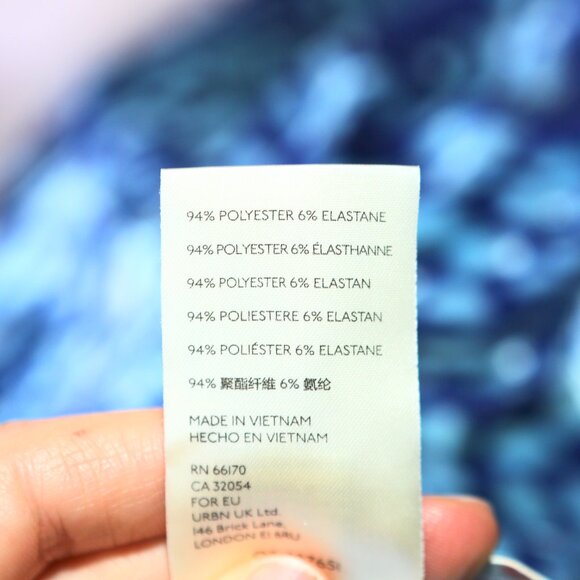 94% POLYESTER 6% ELASTANE
94% POLYESTER 6% ÉLASTHANNE
94% POLYESTER 6% ELASTAN
94% POLIESTERE 6% ELASTAN
94% POLIÉSTER 6% ELASTANE
94% 聚酯纤维 6% 氨纶
MADE IN VIETNAM
HECHO EN VIETNAM
RN 66170
CA 32054
FOR EU
URBN UK Ltd.
146 Brick Lane,
LONDON E1 6RU